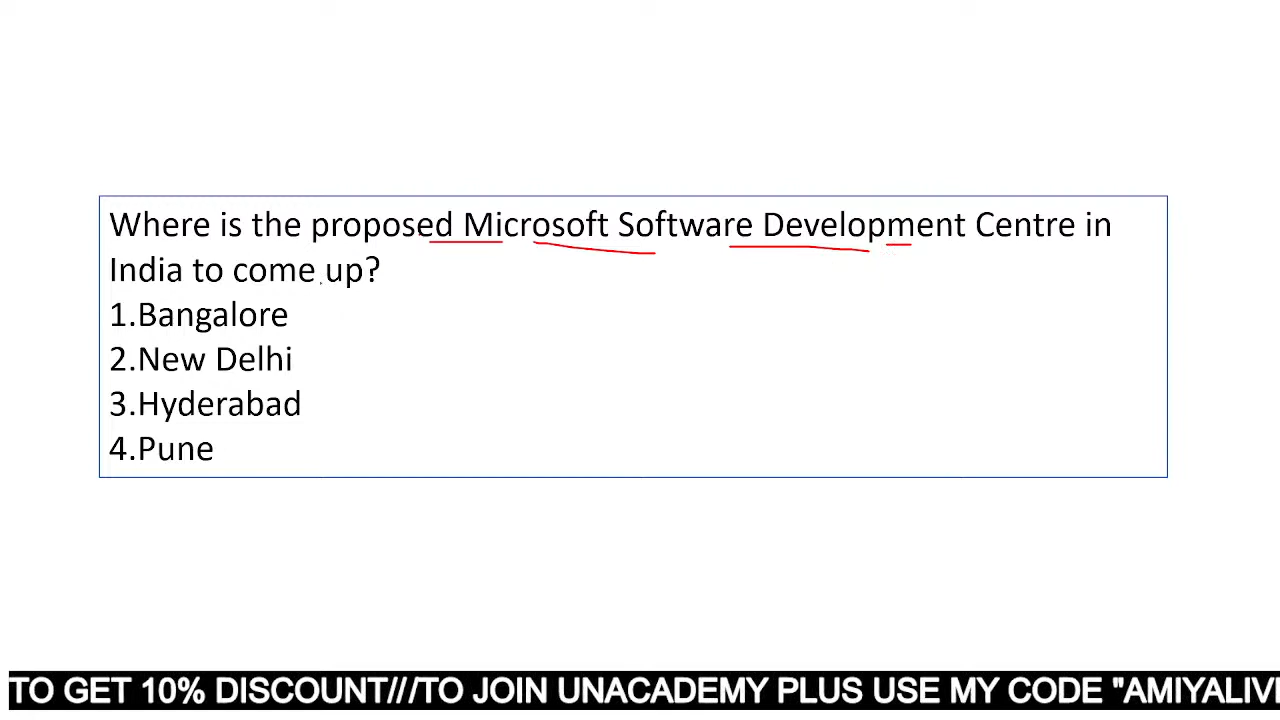 Where is the proposed Microsoft Software Development Centre in
India to come up?
1.Bangalore
2.New Delhi
3.Hyderabad
4.Pune
TO GET 10% DISCOUNT///TO JOIN UNACADEMY PLUS USE MY CODE "AMIYALIVE